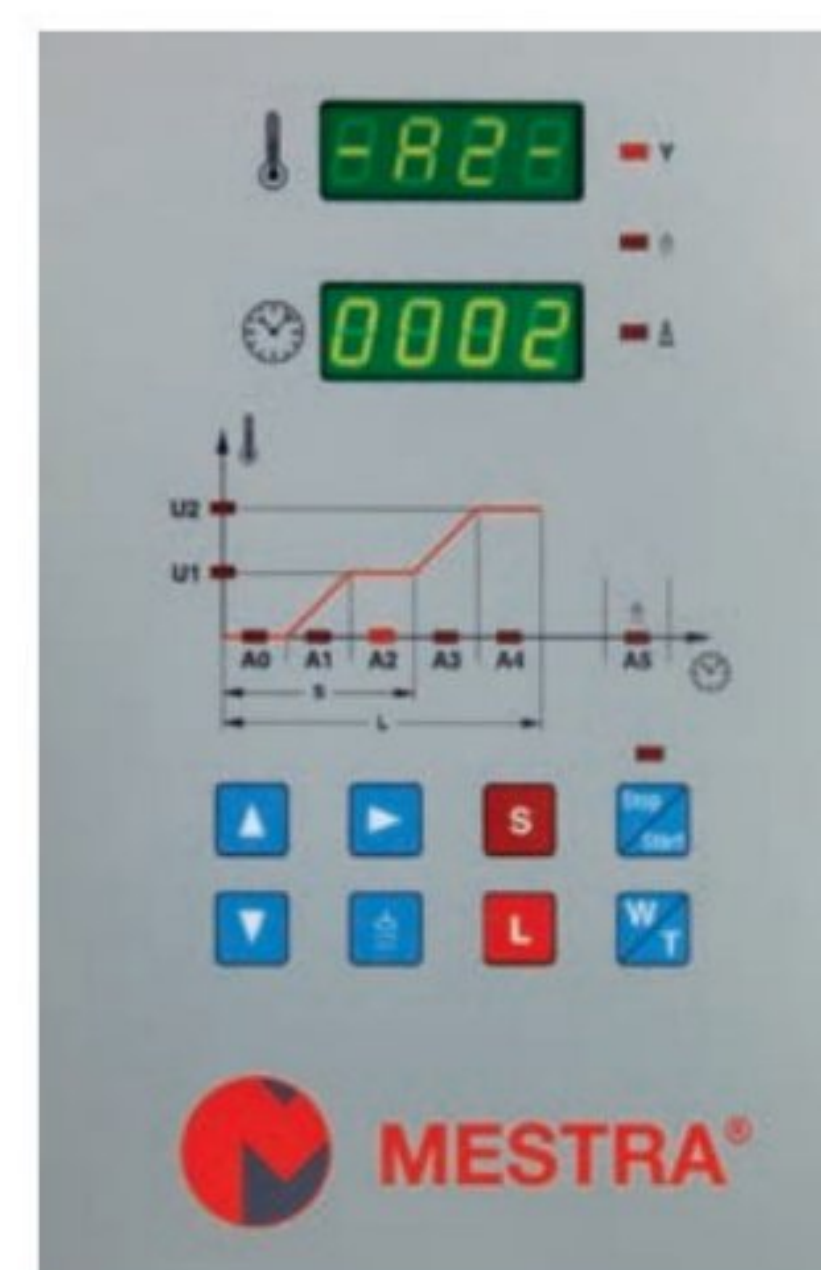 -A2-
0002
U2
U1
A0 A1 A2 A3 A4 A5
S
L
S Stop Start
L W T
MESTRA®